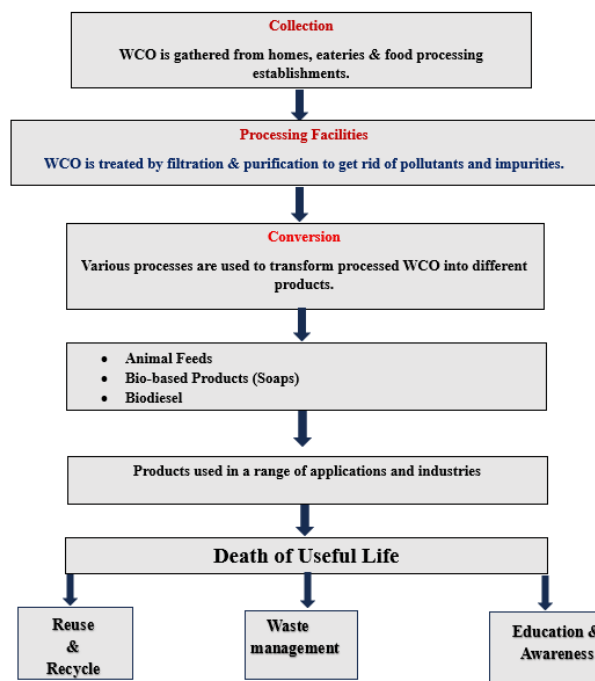 Collection
WCO is gathered from homes, eateries & food processing
establishments.
Processing Facilities
WCO is treated by filtration & purification to get rid of pollutants and impurities.
Conversion
Various processes are used to transform processed WCO into different
products.
• Animal Feeds
• Bio-based Products (Soaps)
• Biodiesel
Products used in a range of applications and industries
Death of Useful Life
Reuse
&
Recycle
Waste
management
Education &
Awareness